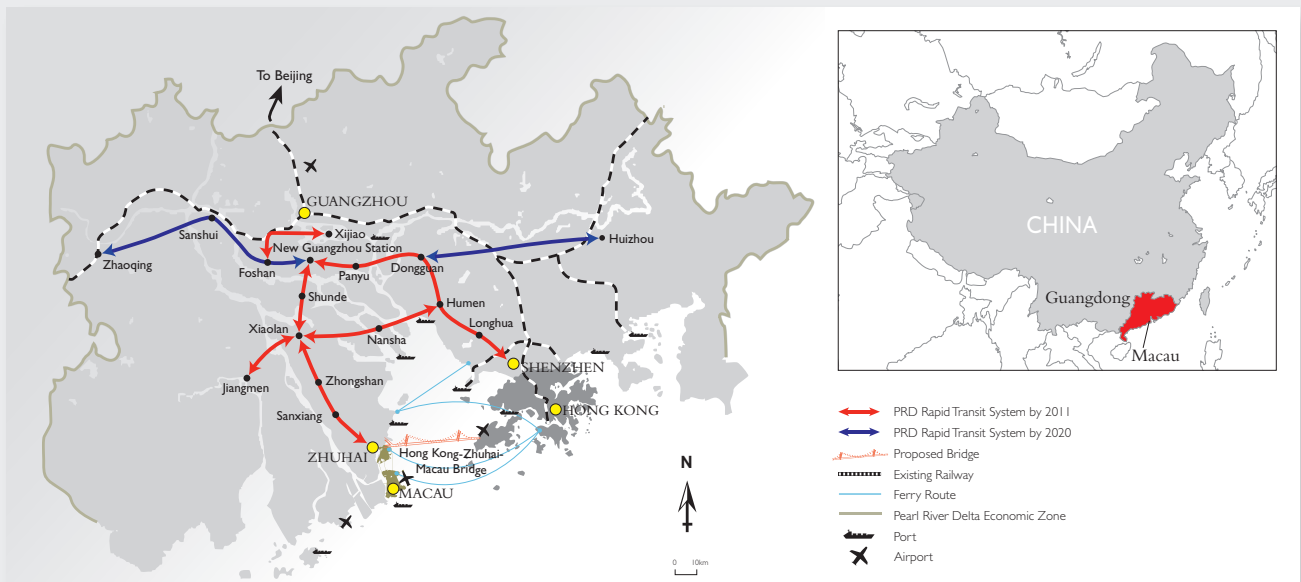 To Beijing
GUANGZHOU
Xijiao
Sanshui
New Guangzhou Station
Huizhou
Zhaoqing
Foshan
Panyu
Dongguan
Shunde
Humen
Xiaolan
Nansha
Longhua
SHENZHEN
Jiangmen
Zhongshan
Sanxiang
HONG KONG
ZHUHAI
Hong Kong-Zhuhai-
Macau Bridge
MACAU
N
0 10km
CHINA
Guangdong
Macau
PRD Rapid Transit System by 2011
PRD Rapid Transit System by 2020
Proposed Bridge
Existing Railway
Ferry Route
Pearl River Delta Economic Zone
Port
Airport